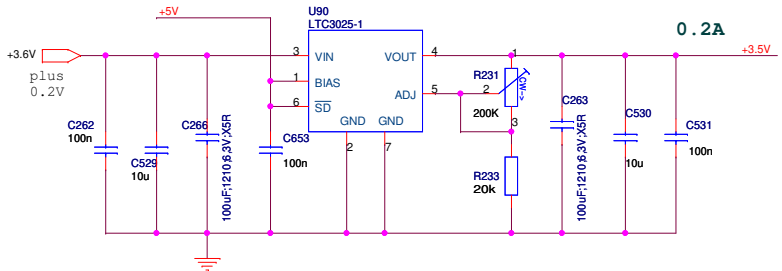 U90
LTC3025-1
+5V
0.2A
+3.6V
3
VIN
VOUT
4
1
+3.5V
plus
0.2V
1
BIAS
R231
CW->
2
ADJ
5
6
SD
200K
GND
GND
3
C262
100n
C529
10u
C266
100uF;1210;6.3V;X5R
C653
100n
2
7
R233
20k
C263
100uF;1210;6.3V;X5R
C530
10u
C531
100n